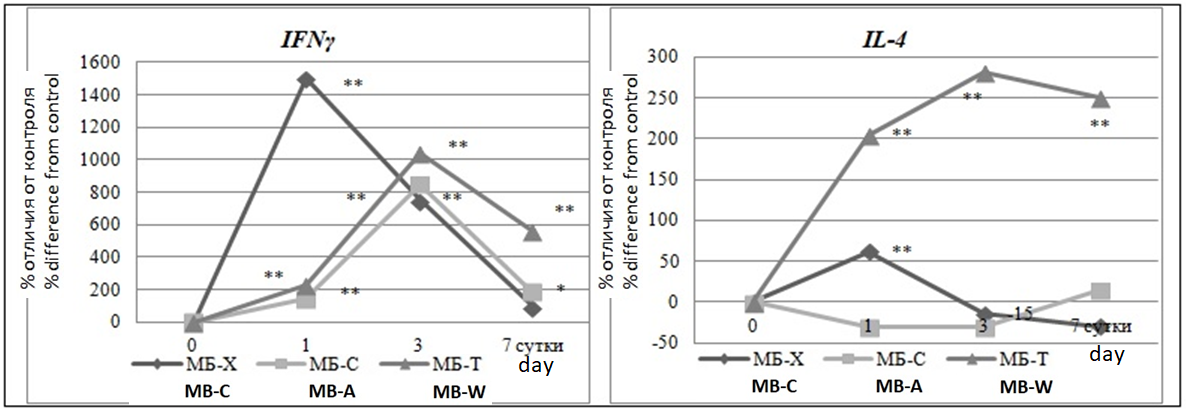 IFNγ
% отличия от контроля
% difference from control
1600
1400
1200
1000
800
600
400
200
0
**
**
**
**
**
**
**
*
0 1 3 7 сутки
day
МБ-Х МБ-С МБ-Т
MB-C MB-A MB-W
IL-4
% отличия от контроля
% difference from control
300
250
200
150
100
50
0
-50
**
**
**
**
-15
0 1 3 7 сутки
day
МБ-Х МБ-С МБ-Т
MB-C MB-A MB-W